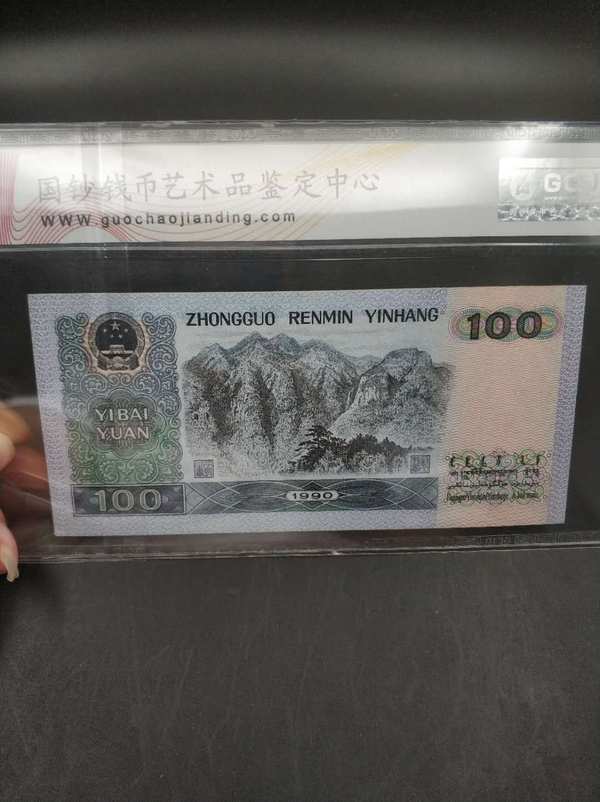 国钞钱币艺术品鉴定中心
www.guochaojianding.com
ZHONGGUO RENMIN YINHANG
100
YIBAI
YUAN
100
1990